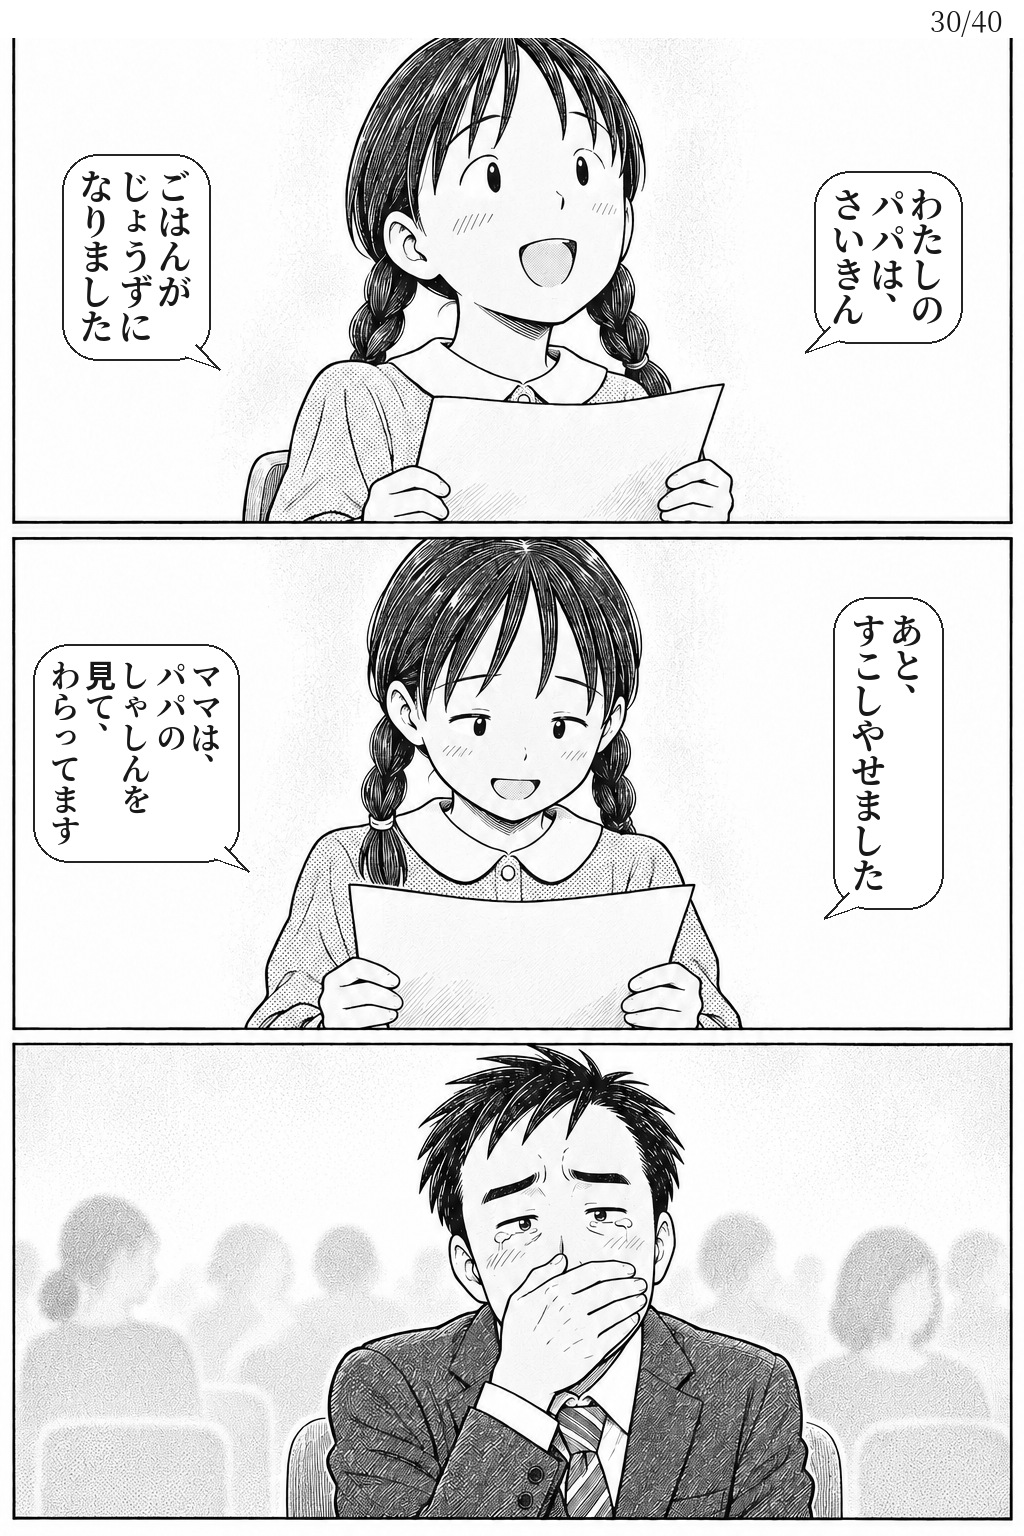 30/40
わたしの
パパは、
さいきん
ごはんが
じょうずに
なりました
あと、
すこしやせました
ママは、
パパの
しゃしんを
見て、
わらってます